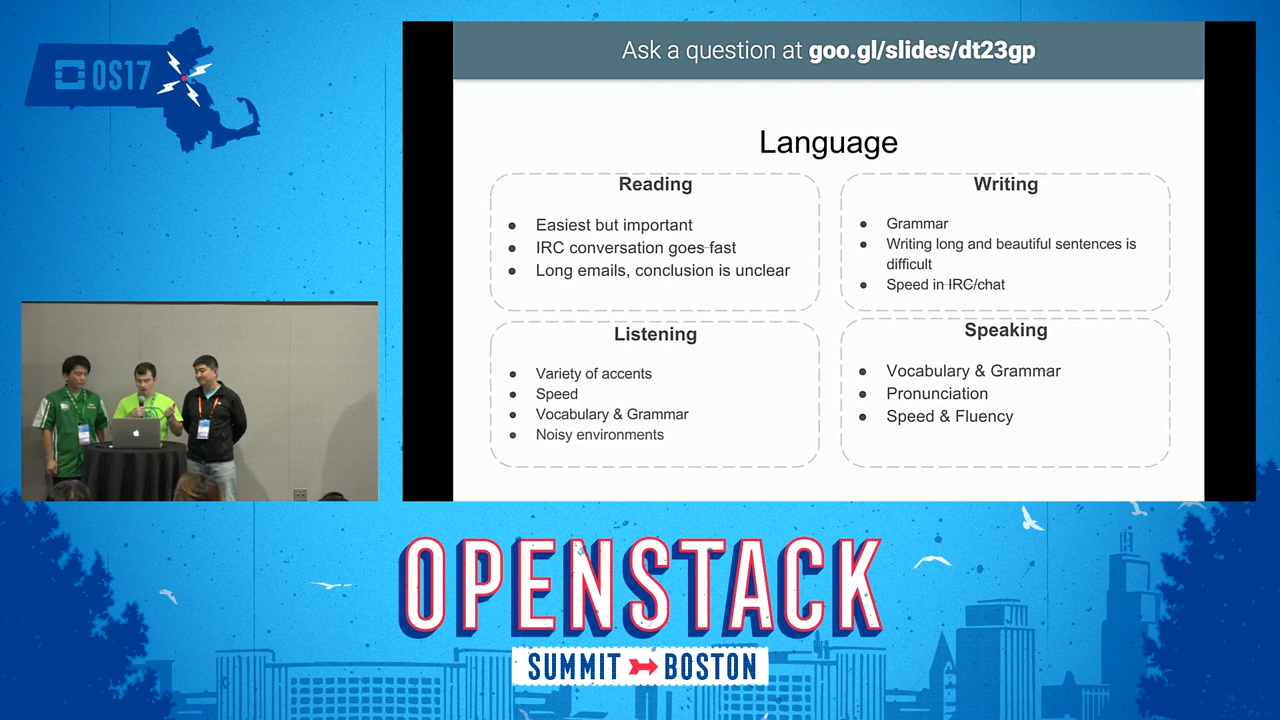 OS17
Ask a question at goo.gl/slides/dt23gp
Language
Reading
Easiest but important
IRC conversation goes fast
Long emails, conclusion is unclear
Writing
Grammar
Writing long and beautiful sentences is
difficult
Speed in IRC/chat
Listening
Variety of accents
Speed
Vocabulary & Grammar
Noisy environments
Speaking
Vocabulary & Grammar
Pronunciation
Speed & Fluency
OPENSTACK
SUMMIT BOSTON